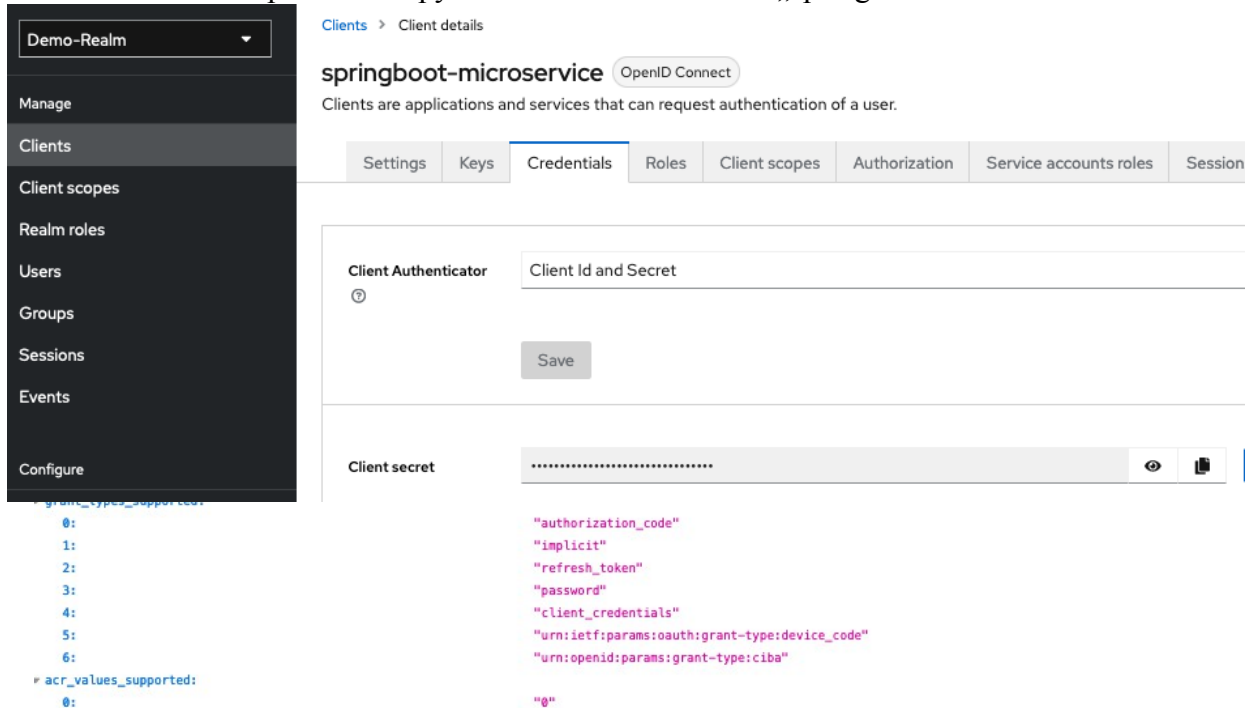 Demo-Realm
Manage
Clients
Client scopes
Realm roles
Users
Groups
Sessions
Events
Configure
Clients > Client details
springboot-microservice OpenID Connect
Clients are applications and services that can request authentication of a user.
Settings Keys Credentials Roles Client scopes Authorization Service accounts roles Session
Client Authenticator Client Id and Secret
Save
Client secret ••••••••••••••••••••••••••••••••
grant_types_supported:
0: "authorization_code"
1: "implicit"
2: "refresh_token"
3: "password"
4: "client_credentials"
5: "urn:ietf:params:oauth:grant-type:device_code"
6: "urn:openid:params:grant-type:ciba"
acr_values_supported:
0: "0"